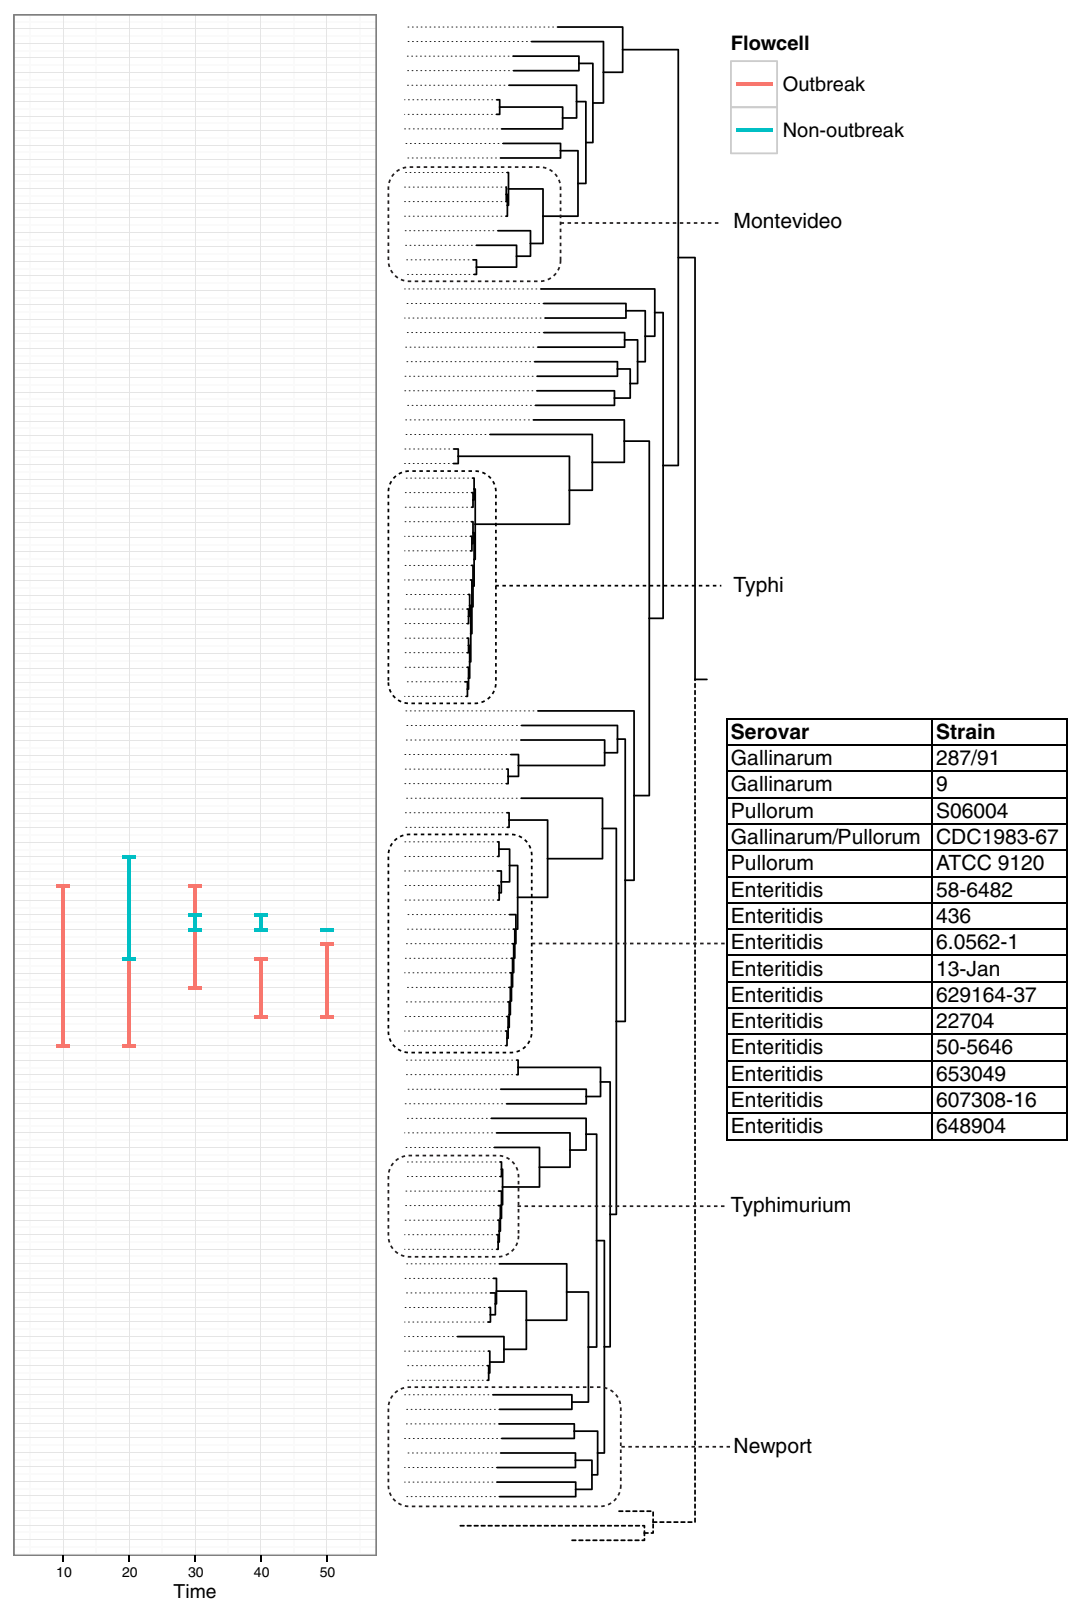 Flowcell
Outbreak
Non-outbreak
Montevideo
Typhi
Serovar Strain
Gallinarum 287/91
Gallinarum 9
Pullorum S06004
Gallinarum/Pullorum CDC1983-67
Pullorum ATCC 9120
Enteritidis 58-6482
Enteritidis 436
Enteritidis 6.0562-1
Enteritidis 13-Jan
Enteritidis 629164-37
Enteritidis 22704
Enteritidis 50-5646
Enteritidis 653049
Enteritidis 607308-16
Enteritidis 648904
Typhimurium
Newport
10 20 30 40 50
Time